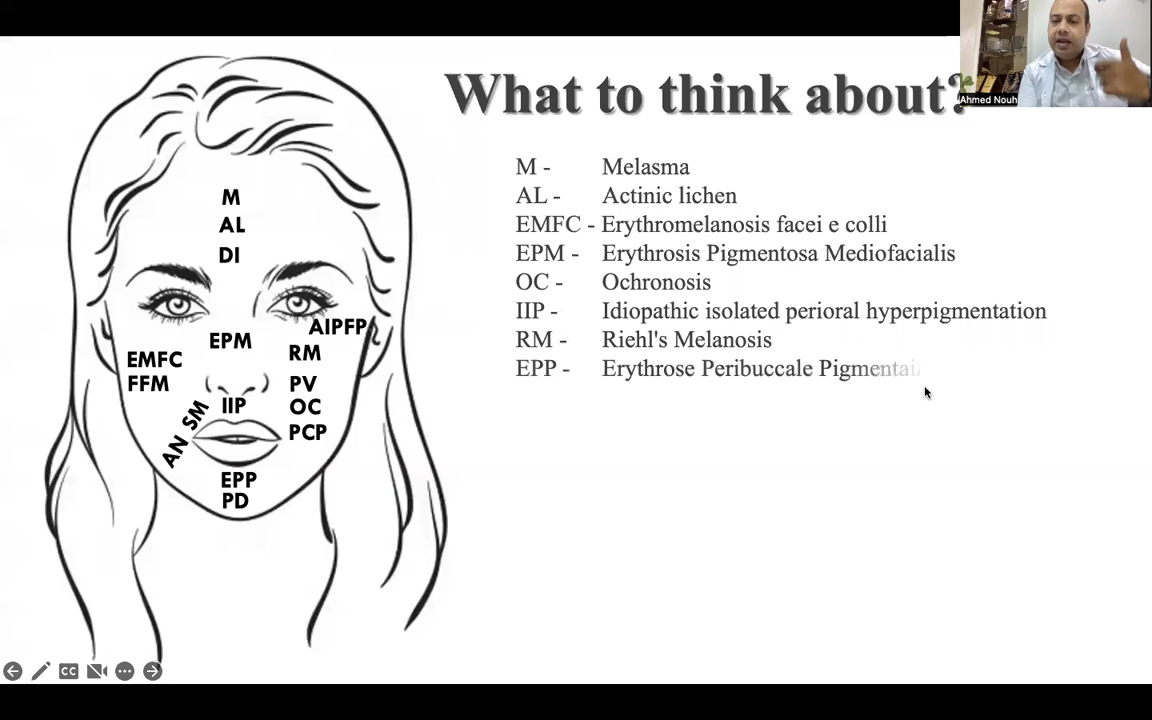 What to think about?
Ahmed Nouh
M - Melasma
AL - Actinic lichen
EMFC - Erythromelanosis facei e colli
EPM - Erythrosis Pigmentosa Mediofacialis
OC - Ochronosis
IIP - Idiopathic isolated perioral hyperpigmentation
RM - Riehl's Melanosis
EPP - Erythrose Peribuccale
M
AL
DI
AIPFP
EPM
RM
EMFC
FFM
PV
IIP
OC
SM
PCP
AN
EPP
PD
CC